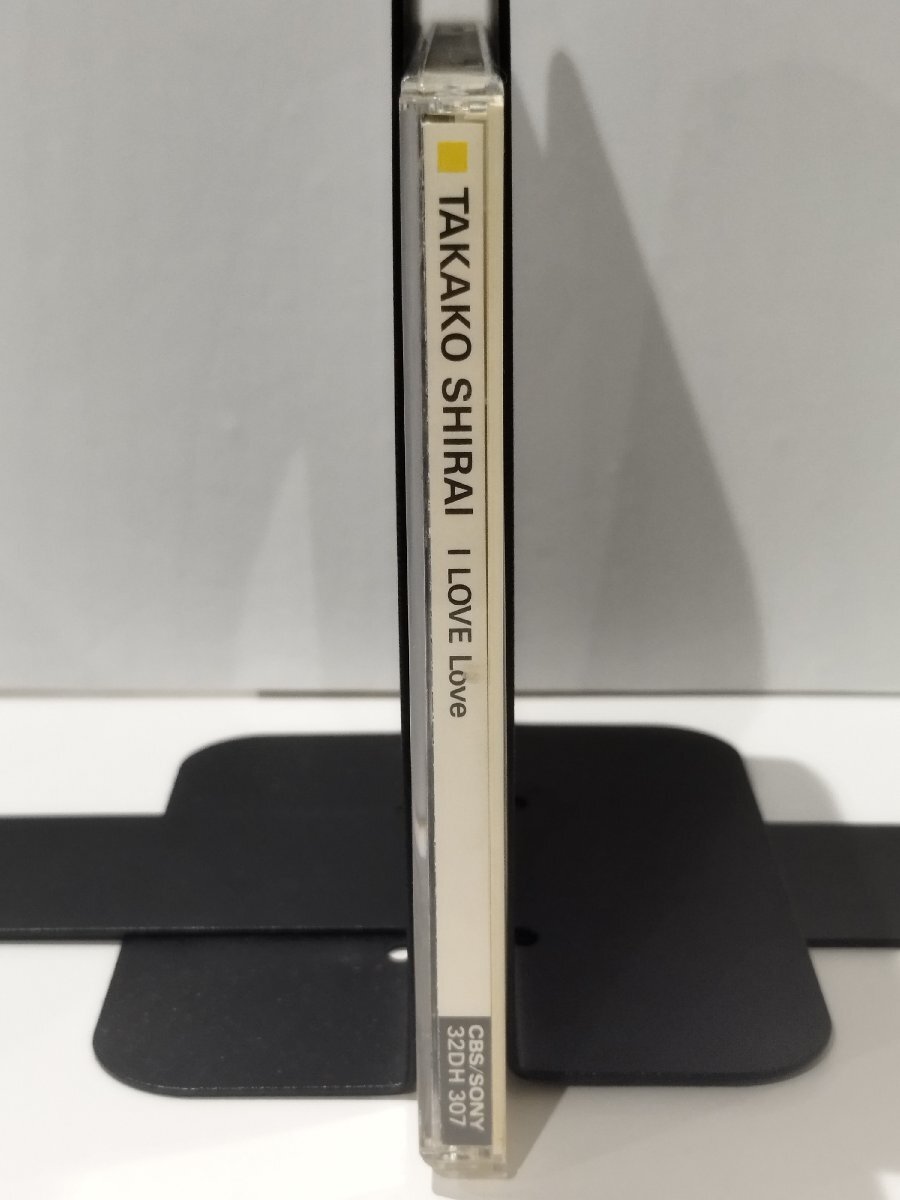 TAKAKO SHIRAI I LOVE Love
CBS/SONY
32DH 307